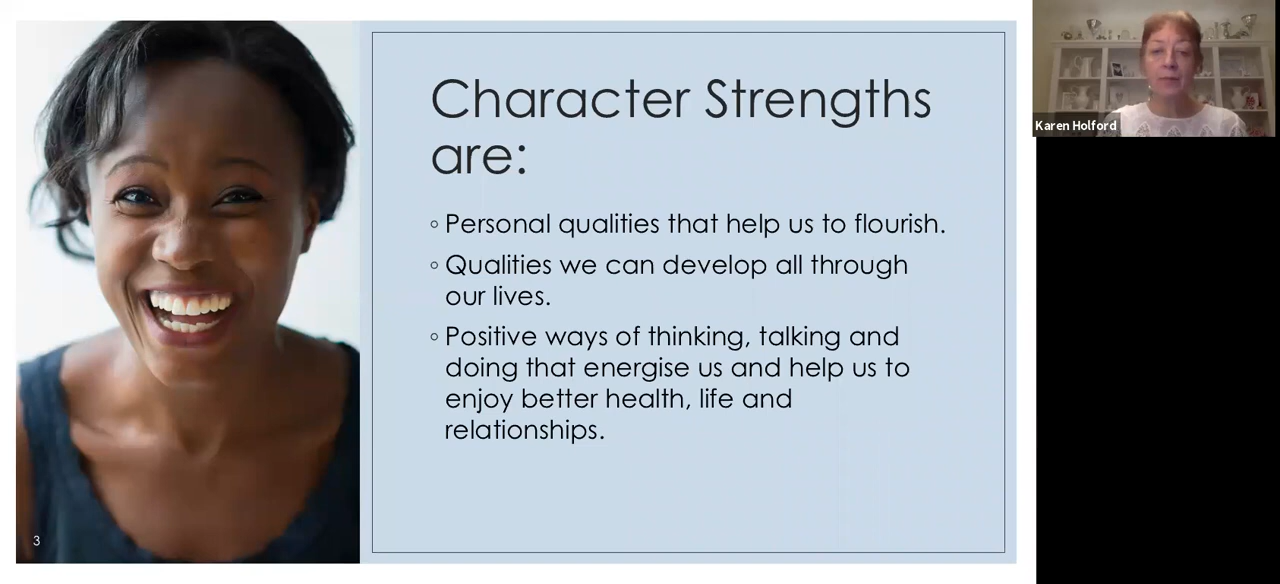 Character Strengths
are:
◦ Personal qualities that help us to flourish.
◦ Qualities we can develop all through
our lives.
◦ Positive ways of thinking, talking and
doing that energise us and help us to
enjoy better health, life and
relationships.
3
Karen Holford